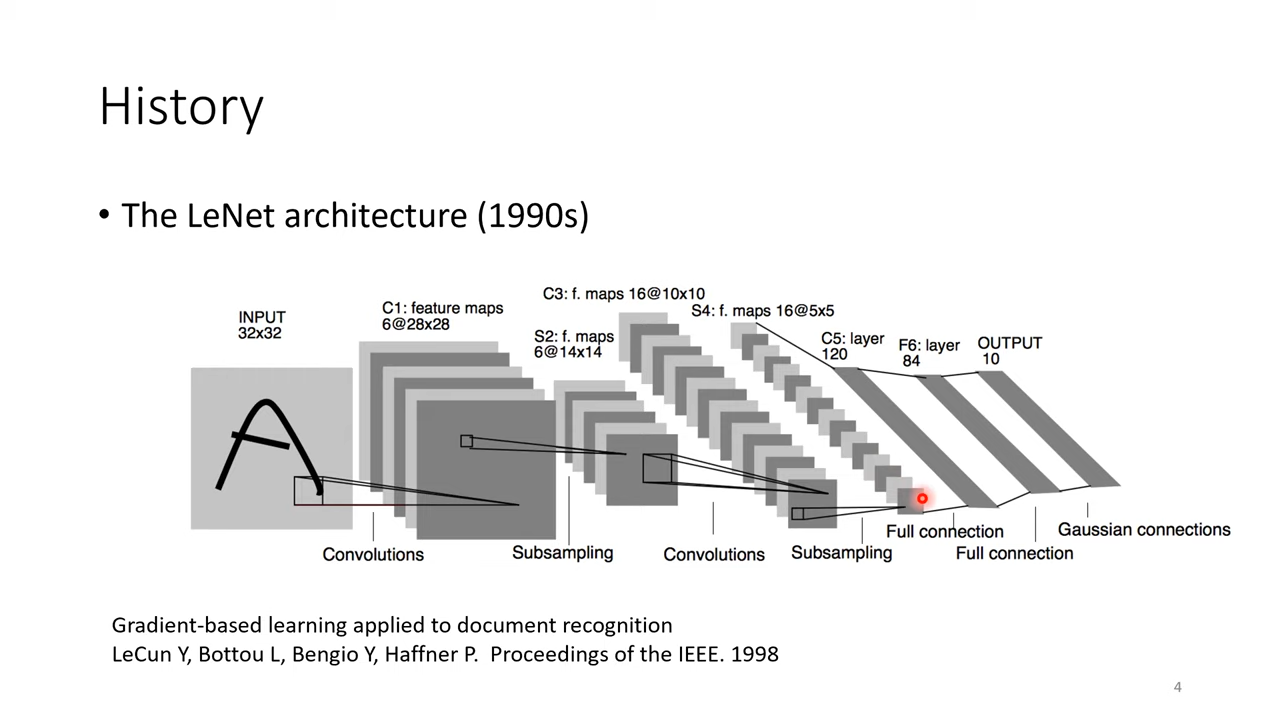 History
• The LeNet architecture (1990s)
INPUT
32x32
C1: feature maps
6@28x28
S2: f. maps
6@14x14
C3: f. maps 16@10x10
S4: f. maps 16@5x5
C5: layer
120
F6: layer
84
OUTPUT
10
A
Convolutions
Subsampling
Convolutions
Subsampling
Full connection
Full connection
Gaussian connections
Gradient-based learning applied to document recognition
LeCun Y, Bottou L, Bengio Y, Haffner P. Proceedings of the IEEE. 1998
4